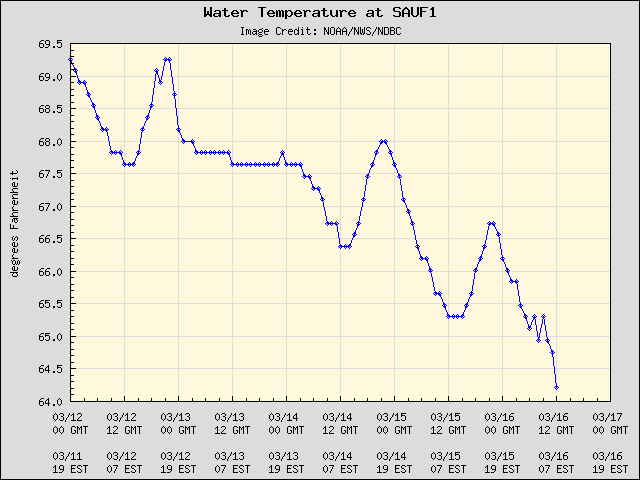 Water Temperature at SAUF1
Image Credit: NOAA/NWS/NDBC
degrees Fahrenheit
69.5
69.0
68.5
68.0
67.5
67.0
66.5
66.0
65.5
65.0
64.5
64.0
03/12 03/12 03/13 03/13 03/14 03/14 03/15 03/15 03/16 03/16 03/17
00 GMT 12 GMT 00 GMT 12 GMT 00 GMT 12 GMT 00 GMT 12 GMT 00 GMT 12 GMT 00 GMT
03/11 03/12 03/12 03/13 03/13 03/14 03/14 03/15 03/15 03/16 03/16
19 EST 07 EST 19 EST 07 EST 19 EST 07 EST 19 EST 07 EST 19 EST 07 EST 19 EST